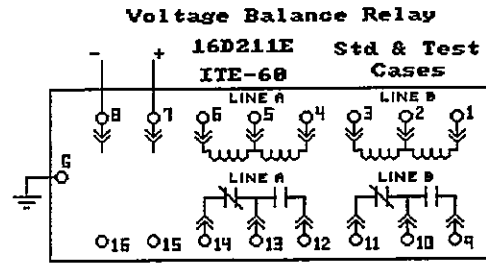 Voltage Balance Relay
16D211E Std & Test
ITE-60 Cases
- +
LINE A LINE B
8 7 6 5 4 3 2 1
G
LINE A LINE B
16 15 14 13 12 11 10 9